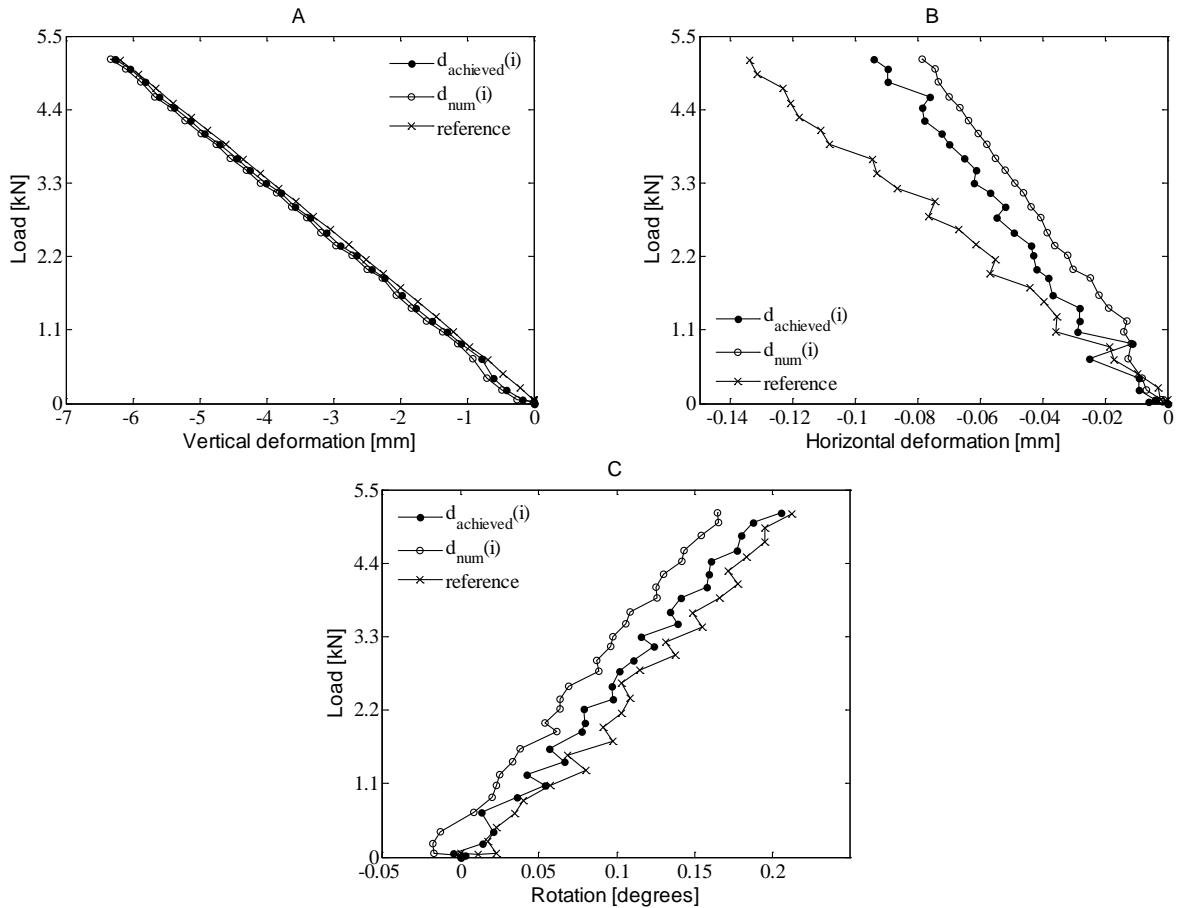 A
5.5
4.4
3.3
2.2
1.1
0
Load [kN]
-7 -6 -5 -4 -3 -2 -1 0
Vertical deformation [mm]
d_achieved(i)
d_num(i)
reference
B
5.5
4.4
3.3
2.2
1.1
0
Load [kN]
-0.14 -0.12 -0.1 -0.08 -0.06 -0.04 -0.02 0
Horizontal deformation [mm]
d_achieved(i)
d_num(i)
reference
C
5.5
4.4
3.3
2.2
1.1
0
Load [kN]
-0.05 0 0.05 0.1 0.15 0.2
Rotation [degrees]
d_achieved(i)
d_num(i)
reference